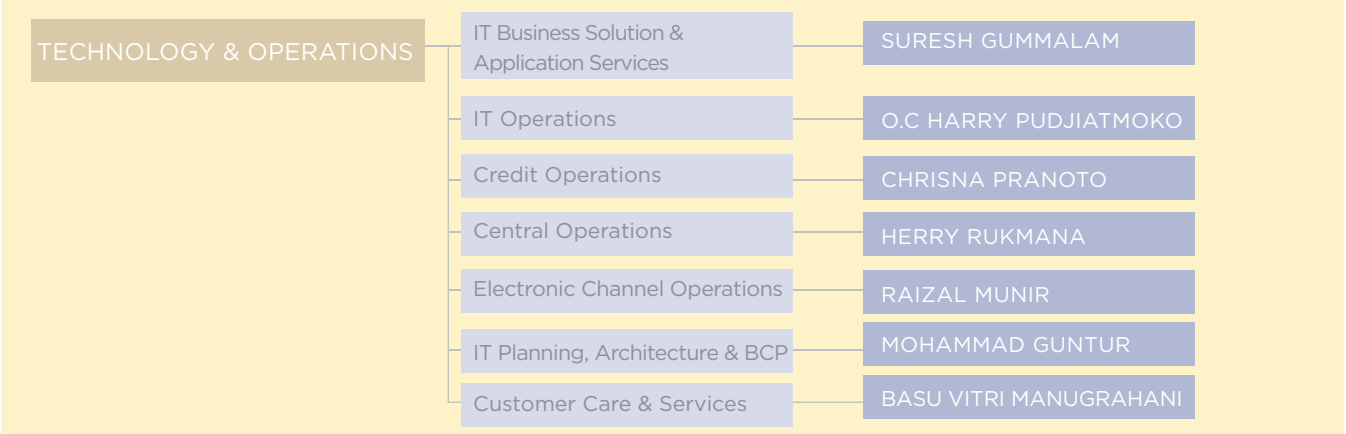 TECHNOLOGY & OPERATIONS
IT Business Solution &
Application Services
SURESH GUMMALAM
IT Operations
O.C HARRY PUDJIATMOKO
Credit Operations
CHRISNA PRANOTO
Central Operations
HERRY RUKMANA
Electronic Channel Operations
RAIZAL MUNIR
IT Planning, Architecture & BCP
MOHAMMAD GUNTUR
Customer Care & Services
BASU VITRI MANUGRAHANI